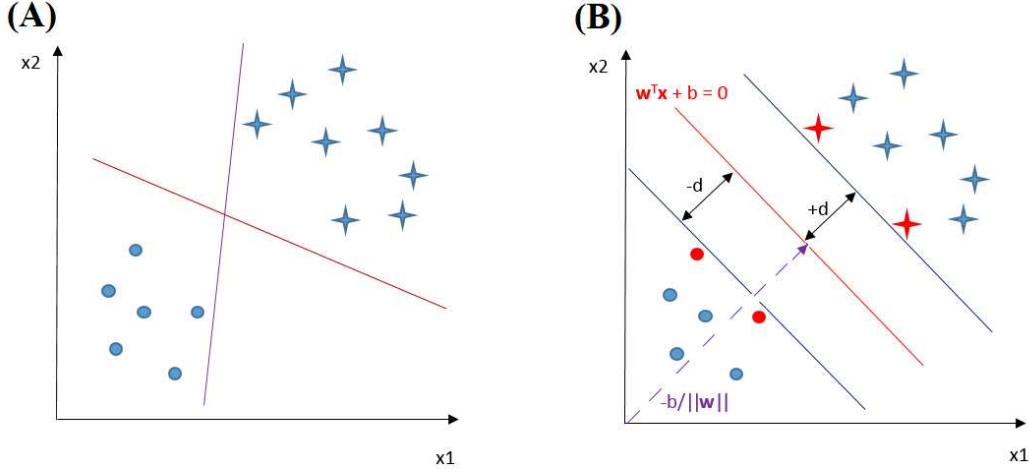 (A)
x2
x1
(B)
x2
wᵀx + b = 0
-d
+d
-b/||w||
x1